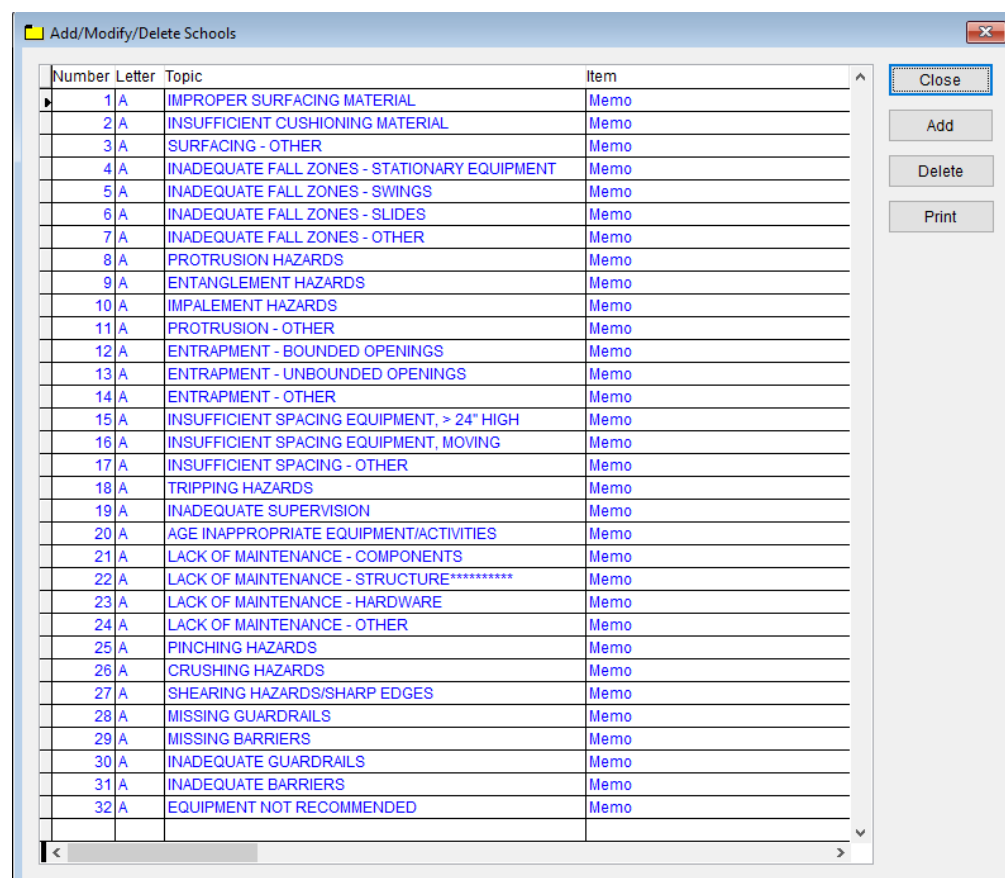 Add/Modify/Delete Schools
Number Letter Topic Item
1 A IMPROPER SURFACING MATERIAL Memo
2 A INSUFFICIENT CUSHIONING MATERIAL Memo
3 A SURFACING - OTHER Memo
4 A INADEQUATE FALL ZONES - STATIONARY EQUIPMENT Memo
5 A INADEQUATE FALL ZONES - SWINGS Memo
6 A INADEQUATE FALL ZONES - SLIDES Memo
7 A INADEQUATE FALL ZONES - OTHER Memo
8 A PROTRUSION HAZARDS Memo
9 A ENTANGLEMENT HAZARDS Memo
10 A IMPALEMENT HAZARDS Memo
11 A PROTRUSION - OTHER Memo
12 A ENTRAPMENT - BOUNDED OPENINGS Memo
13 A ENTRAPMENT - UNBOUNDED OPENINGS Memo
14 A ENTRAPMENT - OTHER Memo
15 A INSUFFICIENT SPACING EQUIPMENT, > 24" HIGH Memo
16 A INSUFFICIENT SPACING EQUIPMENT, MOVING Memo
17 A INSUFFICIENT SPACING - OTHER Memo
18 A TRIPPING HAZARDS Memo
19 A INADEQUATE SUPERVISION Memo
20 A AGE INAPPROPRIATE EQUIPMENT/ACTIVITIES Memo
21 A LACK OF MAINTENANCE - COMPONENTS Memo
22 A LACK OF MAINTENANCE - STRUCTURE********** Memo
23 A LACK OF MAINTENANCE - HARDWARE Memo
24 A LACK OF MAINTENANCE - OTHER Memo
25 A PINCHING HAZARDS Memo
26 A CRUSHING HAZARDS Memo
27 A SHEARING HAZARDS/SHARP EDGES Memo
28 A MISSING GUARDRAILS Memo
29 A MISSING BARRIERS Memo
30 A INADEQUATE GUARDRAILS Memo
31 A INADEQUATE BARRIERS Memo
32 A EQUIPMENT NOT RECOMMENDED Memo
Close
Add
Delete
Print